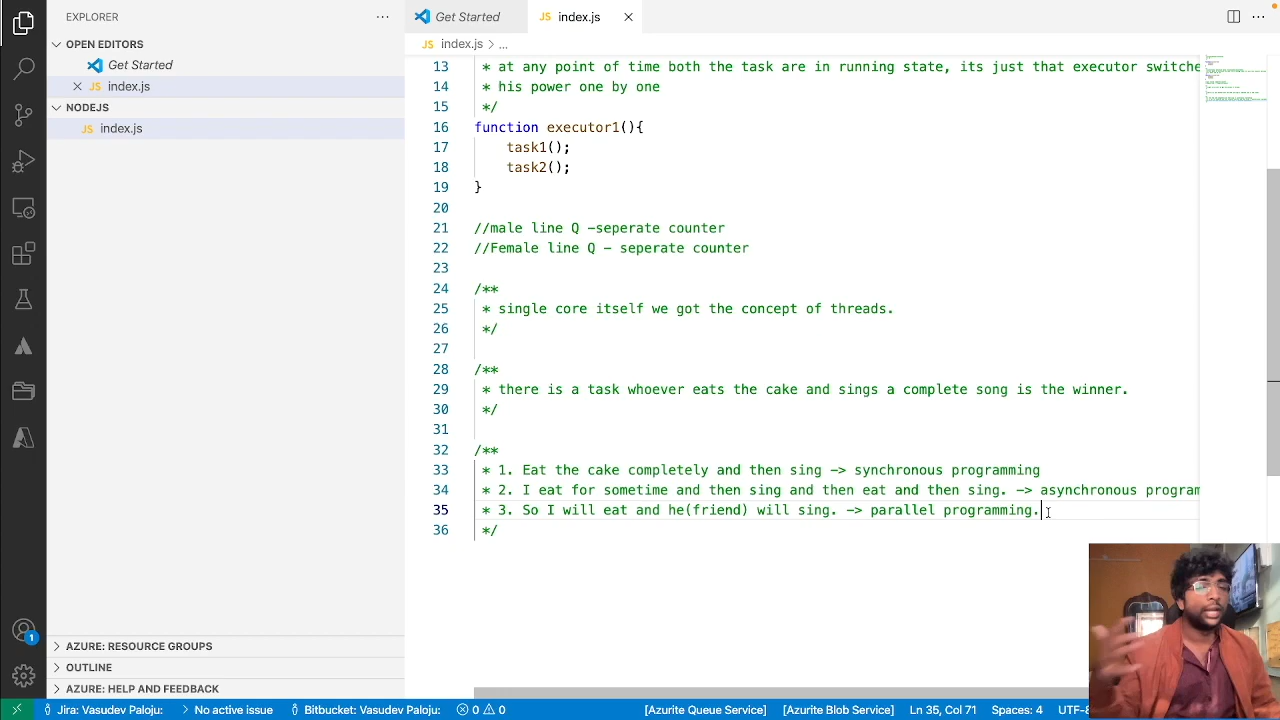 EXPLORER
Get Started
JS index.js
JS index.js > ...
OPEN EDITORS
Get Started
JS index.js
NODEJS
JS index.js
13 * at any point of time both the task are in running state, its just that executor switche
14 * his power one by one
15 */
16 function executor1(){
17 task1();
18 task2();
19 }
20
21 //male line Q -seperate counter
22 //Female line Q - seperate counter
23
24 /**
25 * single core itself we got the concept of threads.
26 */
27
28 /**
29 * there is a task whoever eats the cake and sings a complete song is the winner.
30 */
31
32 /**
33 * 1. Eat the cake completely and then sing -> synchronous programming
34 * 2. I eat for sometime and then sing and then eat and then sing. -> asynchronous program
35 * 3. So I will eat and he(friend) will sing. -> parallel programming.
36 */
1
AZURE: RESOURCE GROUPS
OUTLINE
AZURE: HELP AND FEEDBACK
Jira: Vasudev Paloju: No active issue Vasudev Paloju: 0 0 [Azurite Queue Service] [Azurite Blob Service] Ln 35, Col 71 Spaces: 4 UTF-8